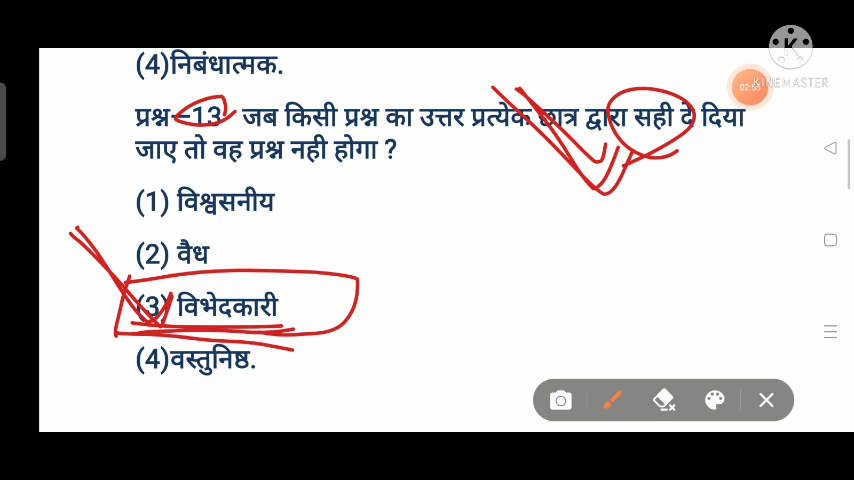 (4)निबंधात्मक.
KINEMASTER
प्रश्न–13 जब किसी प्रश्न का उत्तर प्रत्येक छात्र द्वारा सही दे दिया
जाए तो वह प्रश्न नही होगा ?
(1) विश्वसनीय
(2) वैध
(3) विभेदकारी
(4)वस्तुनिष्ठ.